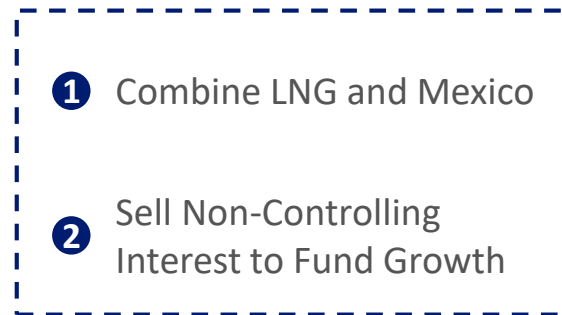 1 Combine LNG and Mexico
2 Sell Non-Controlling
Interest to Fund Growth